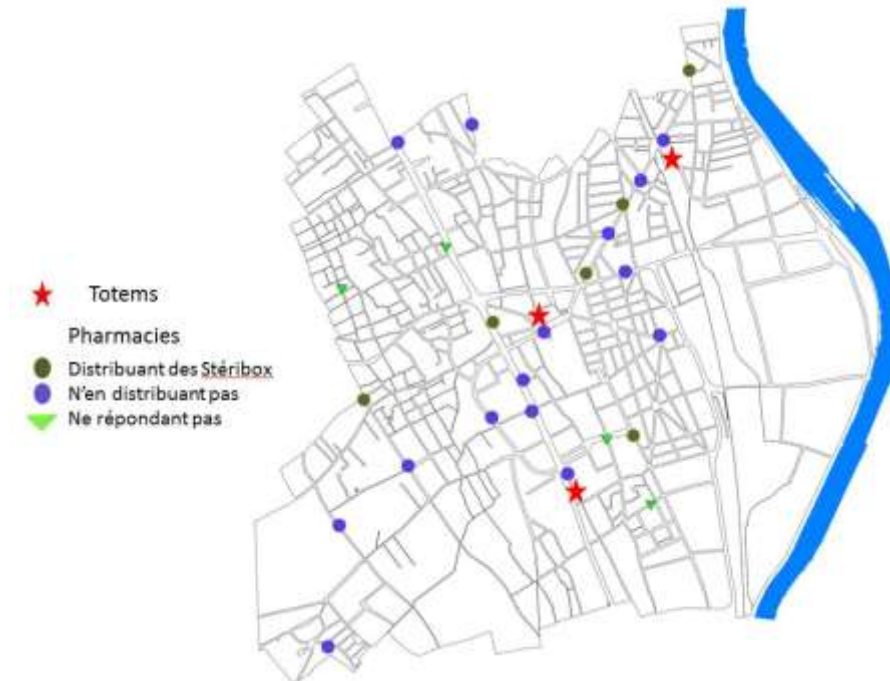 Totems
Pharmacies
Distribuant des Stéribox
N'en distribuant pas
Ne répondant pas